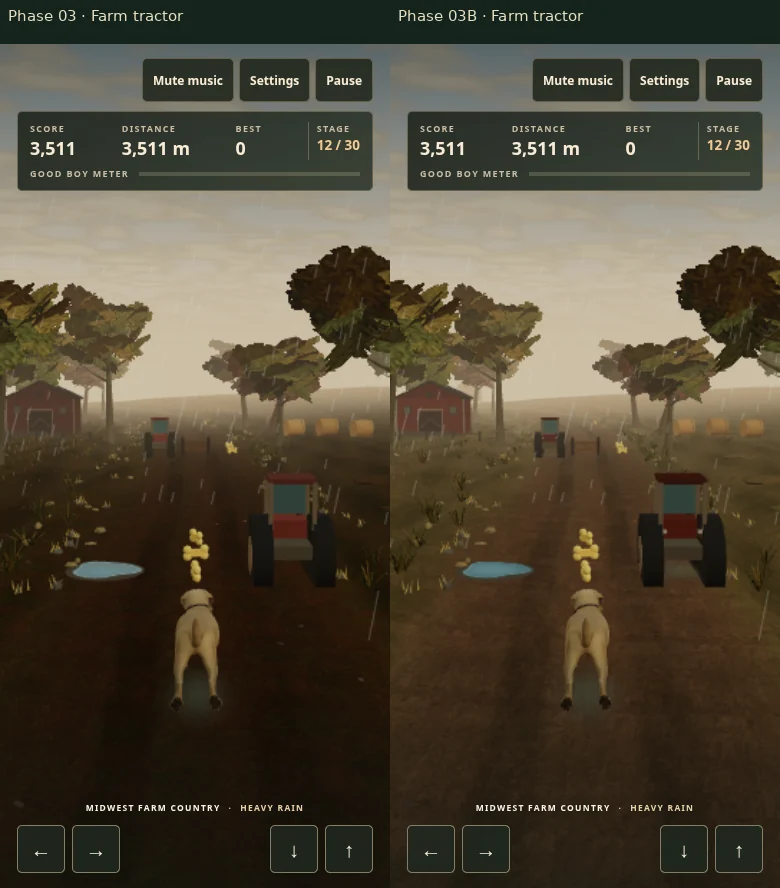 Phase 03 · Farm tractor
Mute music
Settings
Pause
SCORE
DISTANCE
BEST
STAGE
3,511
3,511 m
0
12 / 30
GOOD BOY METER
MIDWEST FARM COUNTRY · HEAVY RAIN
←
→
↓
↑
Phase 03B · Farm tractor
Mute music
Settings
Pause
SCORE
DISTANCE
BEST
STAGE
3,511
3,511 m
0
12 / 30
GOOD BOY METER
MIDWEST FARM COUNTRY · HEAVY RAIN
←
→
↓
↑